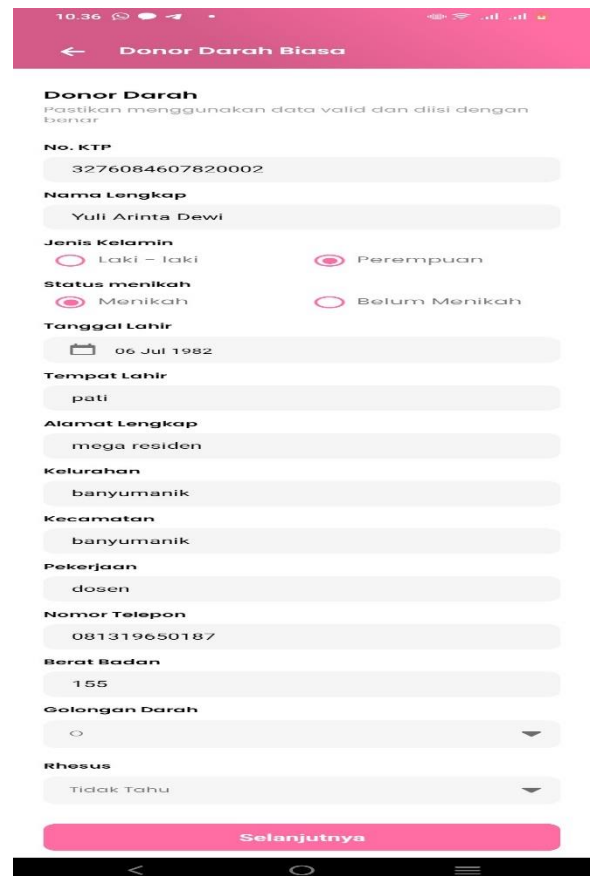 10.36
Donor Darah Biasa
Donor Darah
Pastikan menggunakan data valid dan diisi dengan
benar
No. KTP
3276084607820002
Nama Lengkap
Yuli Arinta Dewi
Jenis Kelamin
Laki – laki Perempuan
Status menikah
Menikah Belum Menikah
Tanggal Lahir
06 Jul 1982
Tempat Lahir
pati
Alamat Lengkap
mega residen
Kelurahan
banyumanik
Kecamatan
banyumanik
Pekerjaan
dosen
Nomor Telepon
081319650187
Berat Badan
155
Golongan Darah
O
Rhesus
Tidak Tahu
Selanjutnya